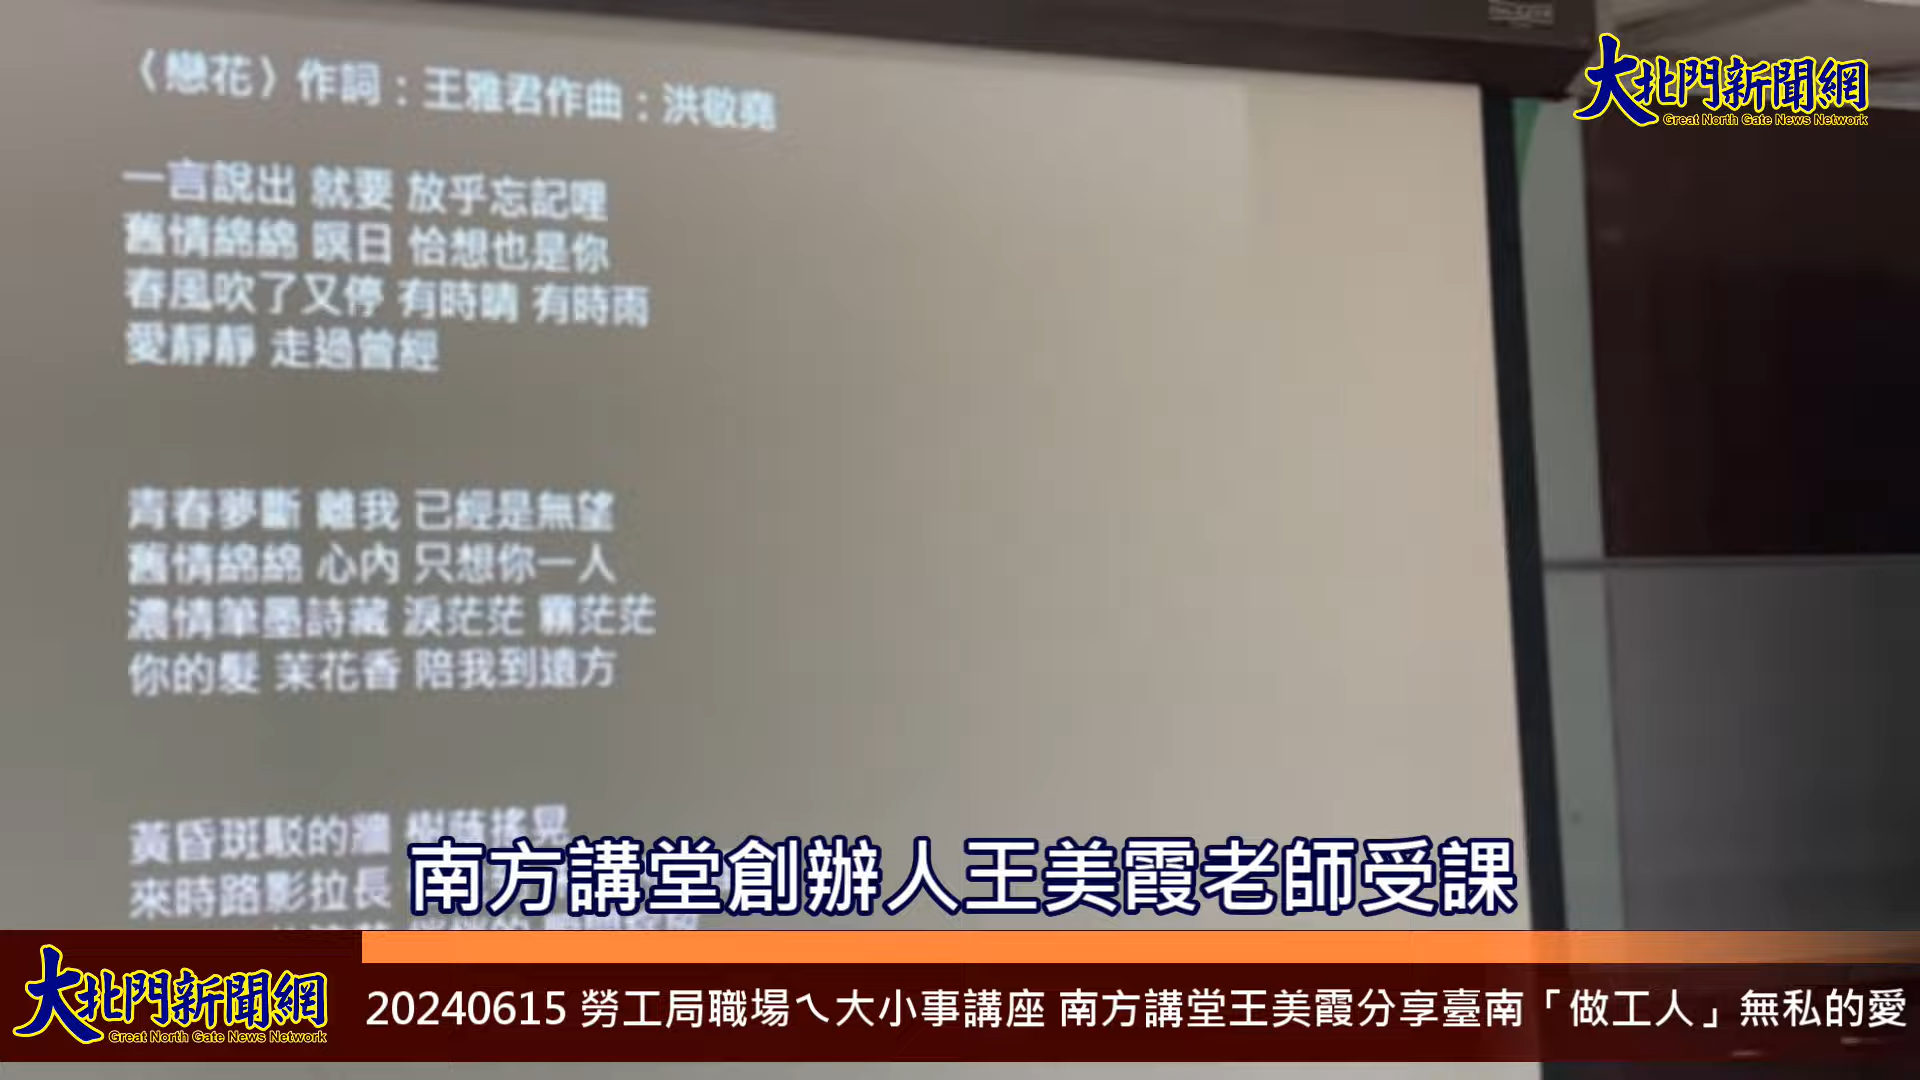 〈戀花〉作詞：王雅君作曲：洪敬堯
大北門新聞網
Great North Gate News Network
一言說出 就要 放乎忘記哩
舊情綿綿 暝日 恰想也是你
春風吹了又停 有時晴 有時雨
愛靜靜 走過曾經
青春夢斷 離我 已經是無望
舊情綿綿 心內 只想你一人
濃情筆墨詩藏 淚茫茫 霧茫茫
你的髮 茉花香 陪我到遠方
黃昏斑駁的牆 樹蔭搖晃
來時路影拉長
南方講堂創辦人王美霞老師受課
大北門新聞網
Great North Gate News Network
20240615 勞工局職場ㄟ大小事講座 南方講堂王美霞分享臺南「做工人」無私的愛